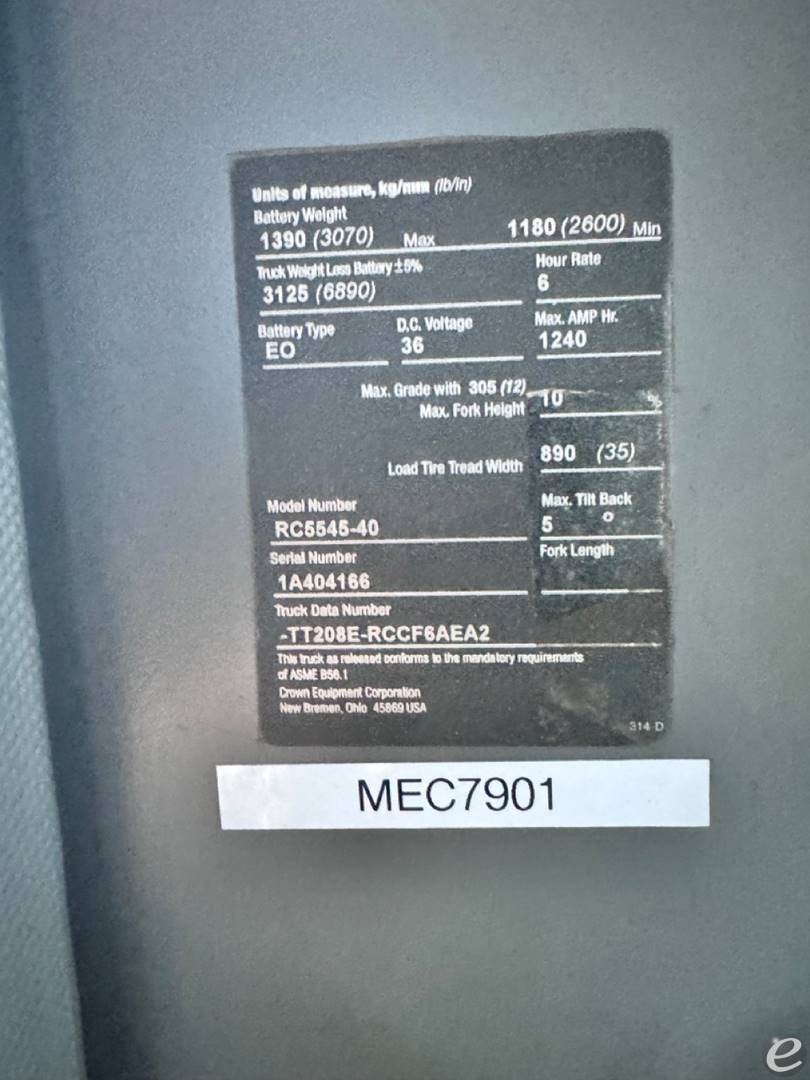 Units of measure, kg/mm (lb/in)
Battery Weight
1390 (3070) Max 1180 (2600) Min
Truck Weight Less Battery ±5% Hour Rate
3125 (6890) 6
Battery Type D.C. Voltage Max. AMP Hr.
EO 36 1240
Max. Grade with 305 (12)
Max. Fork Height 10 %
Load Tire Tread Width 890 (35)
Model Number Max. Tilt Back
RC5545-40 5 °
Serial Number Fork Length
1A404166
Truck Data Number
-TT208E-RCCF6AEA2
This truck as released conforms to the mandatory requirements
of ASME B56.1
Crown Equipment Corporation
New Bremen, Ohio 45869 USA
314 D
MEC7901
e